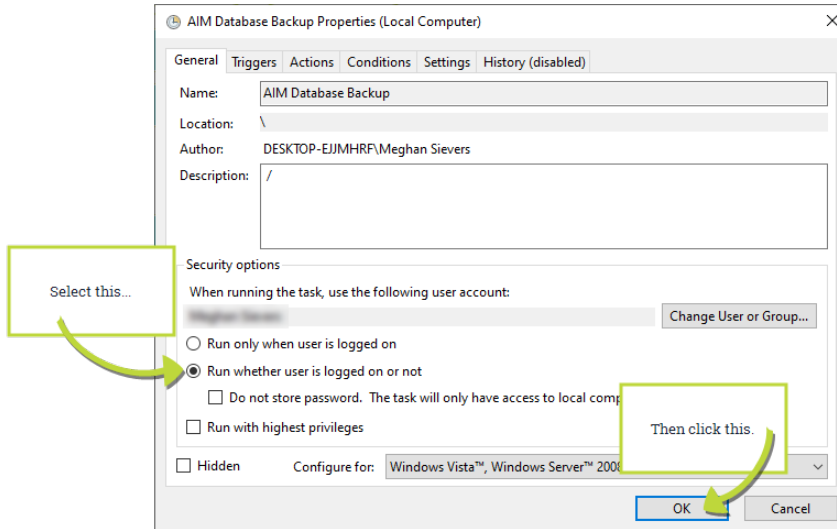 AIM Database Backup Properties (Local Computer)
General Triggers Actions Conditions Settings History (disabled)
Name: AIM Database Backup
Location: \
Author: DESKTOP-EJJMHRF\Meghan Sievers
Description: /
Security options
Select this...
When running the task, use the following user account:
Change User or Group...
Run only when user is logged on
Run whether user is logged on or not
Do not store password. The task will only have access to local
Run with highest privileges
Then click this.
Hidden Configure for: Windows Vista™, Windows Server™ 2008
OK Cancel